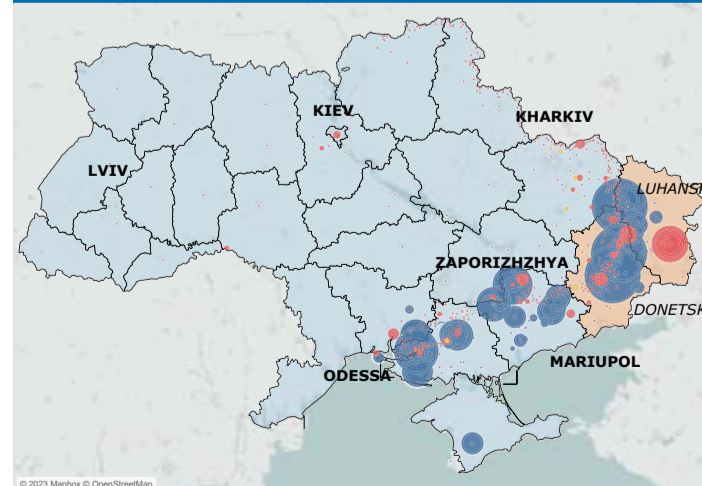 KIEV
KHARKIV
LVIV
LUHANSK
ZAPORIZHZHYA
DONETSK
MARIUPOL
ODESSA
© 2023 Mapbox © OpenStreetMap